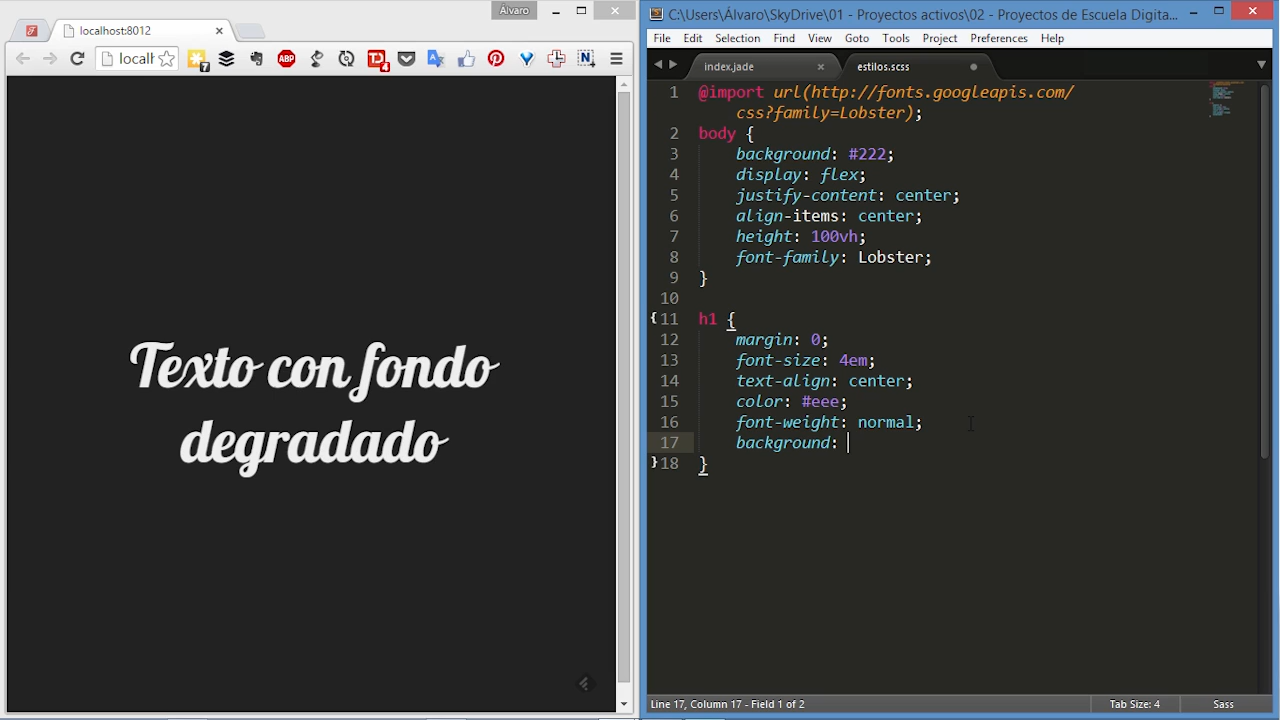 Álvaro
localhost:8012
localh
7
ABP
4
N
Texto con fondo
degradado
C:\Users\Álvaro\SkyDrive\01 - Proyectos activos\02 - Proyectos de Escuela Digita...
File Edit Selection Find View Goto Tools Project Preferences Help
index.jade estilos.scss
1 @import url(http://fonts.googleapis.com/
css?family=Lobster);
2 body {
3 background: #222;
4 display: flex;
5 justify-content: center;
6 align-items: center;
7 height: 100vh;
8 font-family: Lobster;
9 }
10
11 h1 {
12 margin: 0;
13 font-size: 4em;
14 text-align: center;
15 color: #eee;
16 font-weight: normal;
17 background:
18 }
Line 17, Column 17 - Field 1 of 2 Tab Size: 4 Sass